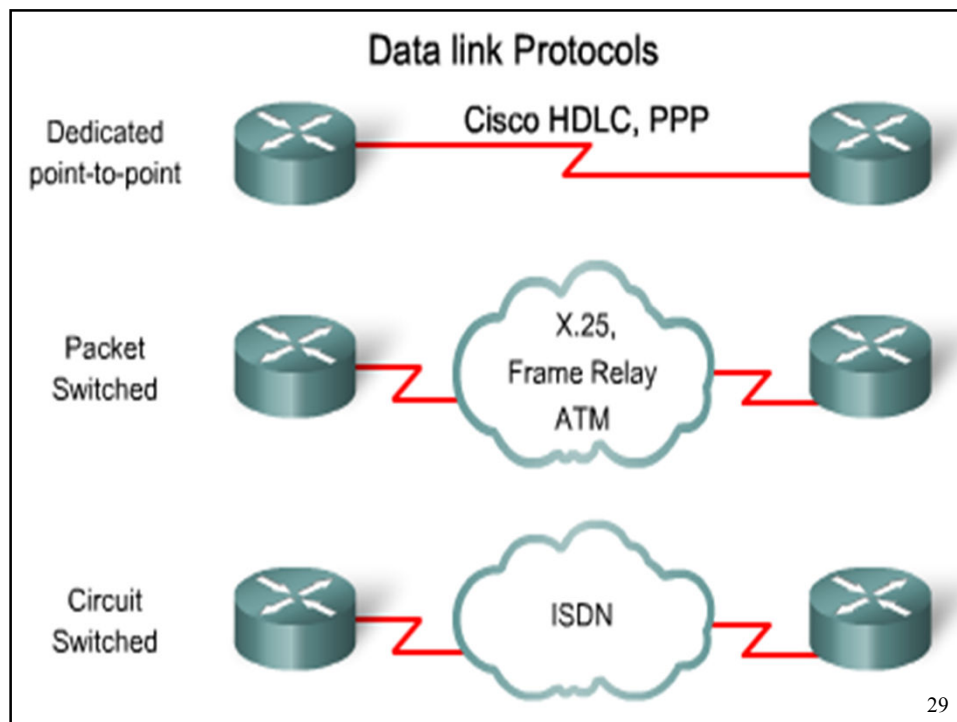 Data link Protocols
Dedicated
point-to-point
Cisco HDLC, PPP
Packet
Switched
X.25,
Frame Relay
ATM
Circuit
Switched
ISDN
29